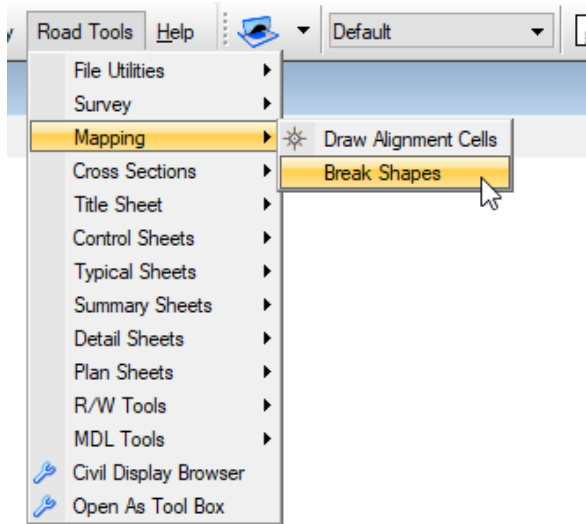 Road Tools Help Default
File Utilities
Survey
Mapping
Draw Alignment Cells
Cross Sections
Break Shapes
Title Sheet
Control Sheets
Typical Sheets
Summary Sheets
Detail Sheets
Plan Sheets
R/W Tools
MDL Tools
Civil Display Browser
Open As Tool Box